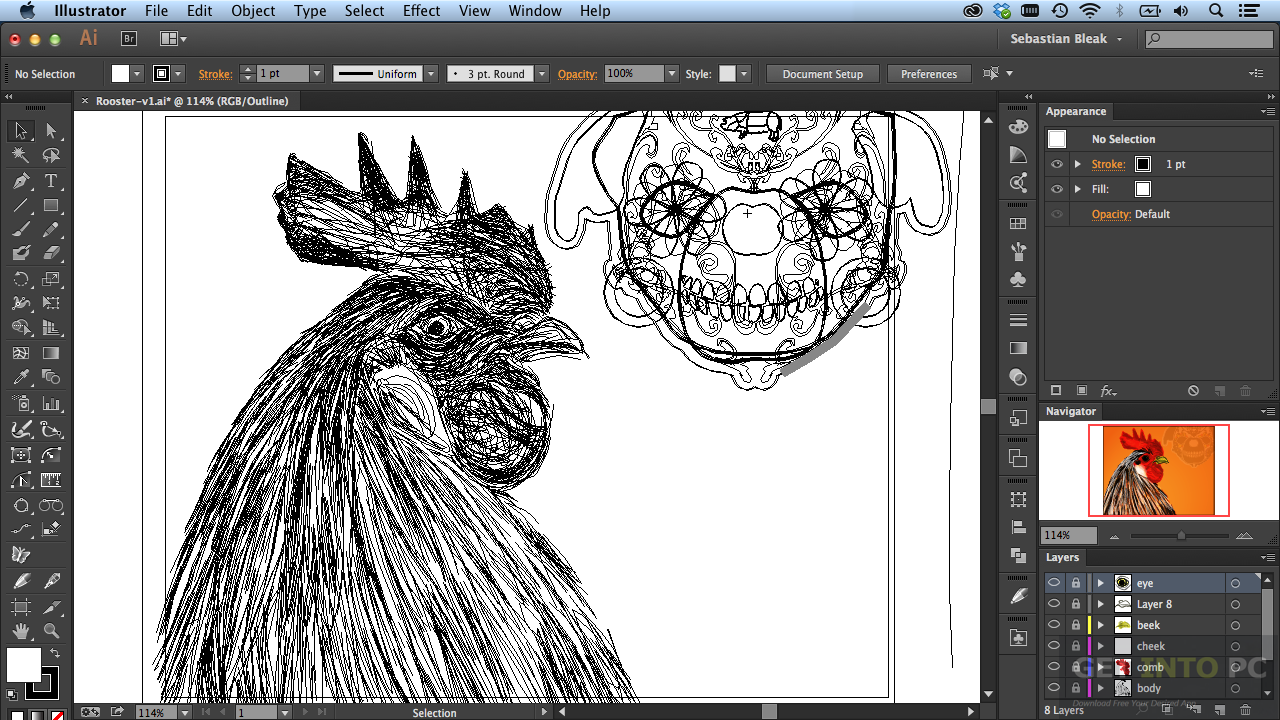 Illustrator File Edit Object Type Select Effect View Window Help
Ai Br Sebastian Bleak
No Selection Stroke: 1 pt Uniform 3 pt. Round Opacity: 100% Style: Document Setup Preferences
Rooster-v1.ai* @ 114% (RGB/Outline)
Appearance
No Selection
Stroke: 1 pt
Fill:
Opacity: Default
fx
Navigator
114%
Layers
eye
Layer 8
beek
cheek
comb
body
GET INTO PC
Download Free Your Desired App
8 Layers
114% 1 Selection